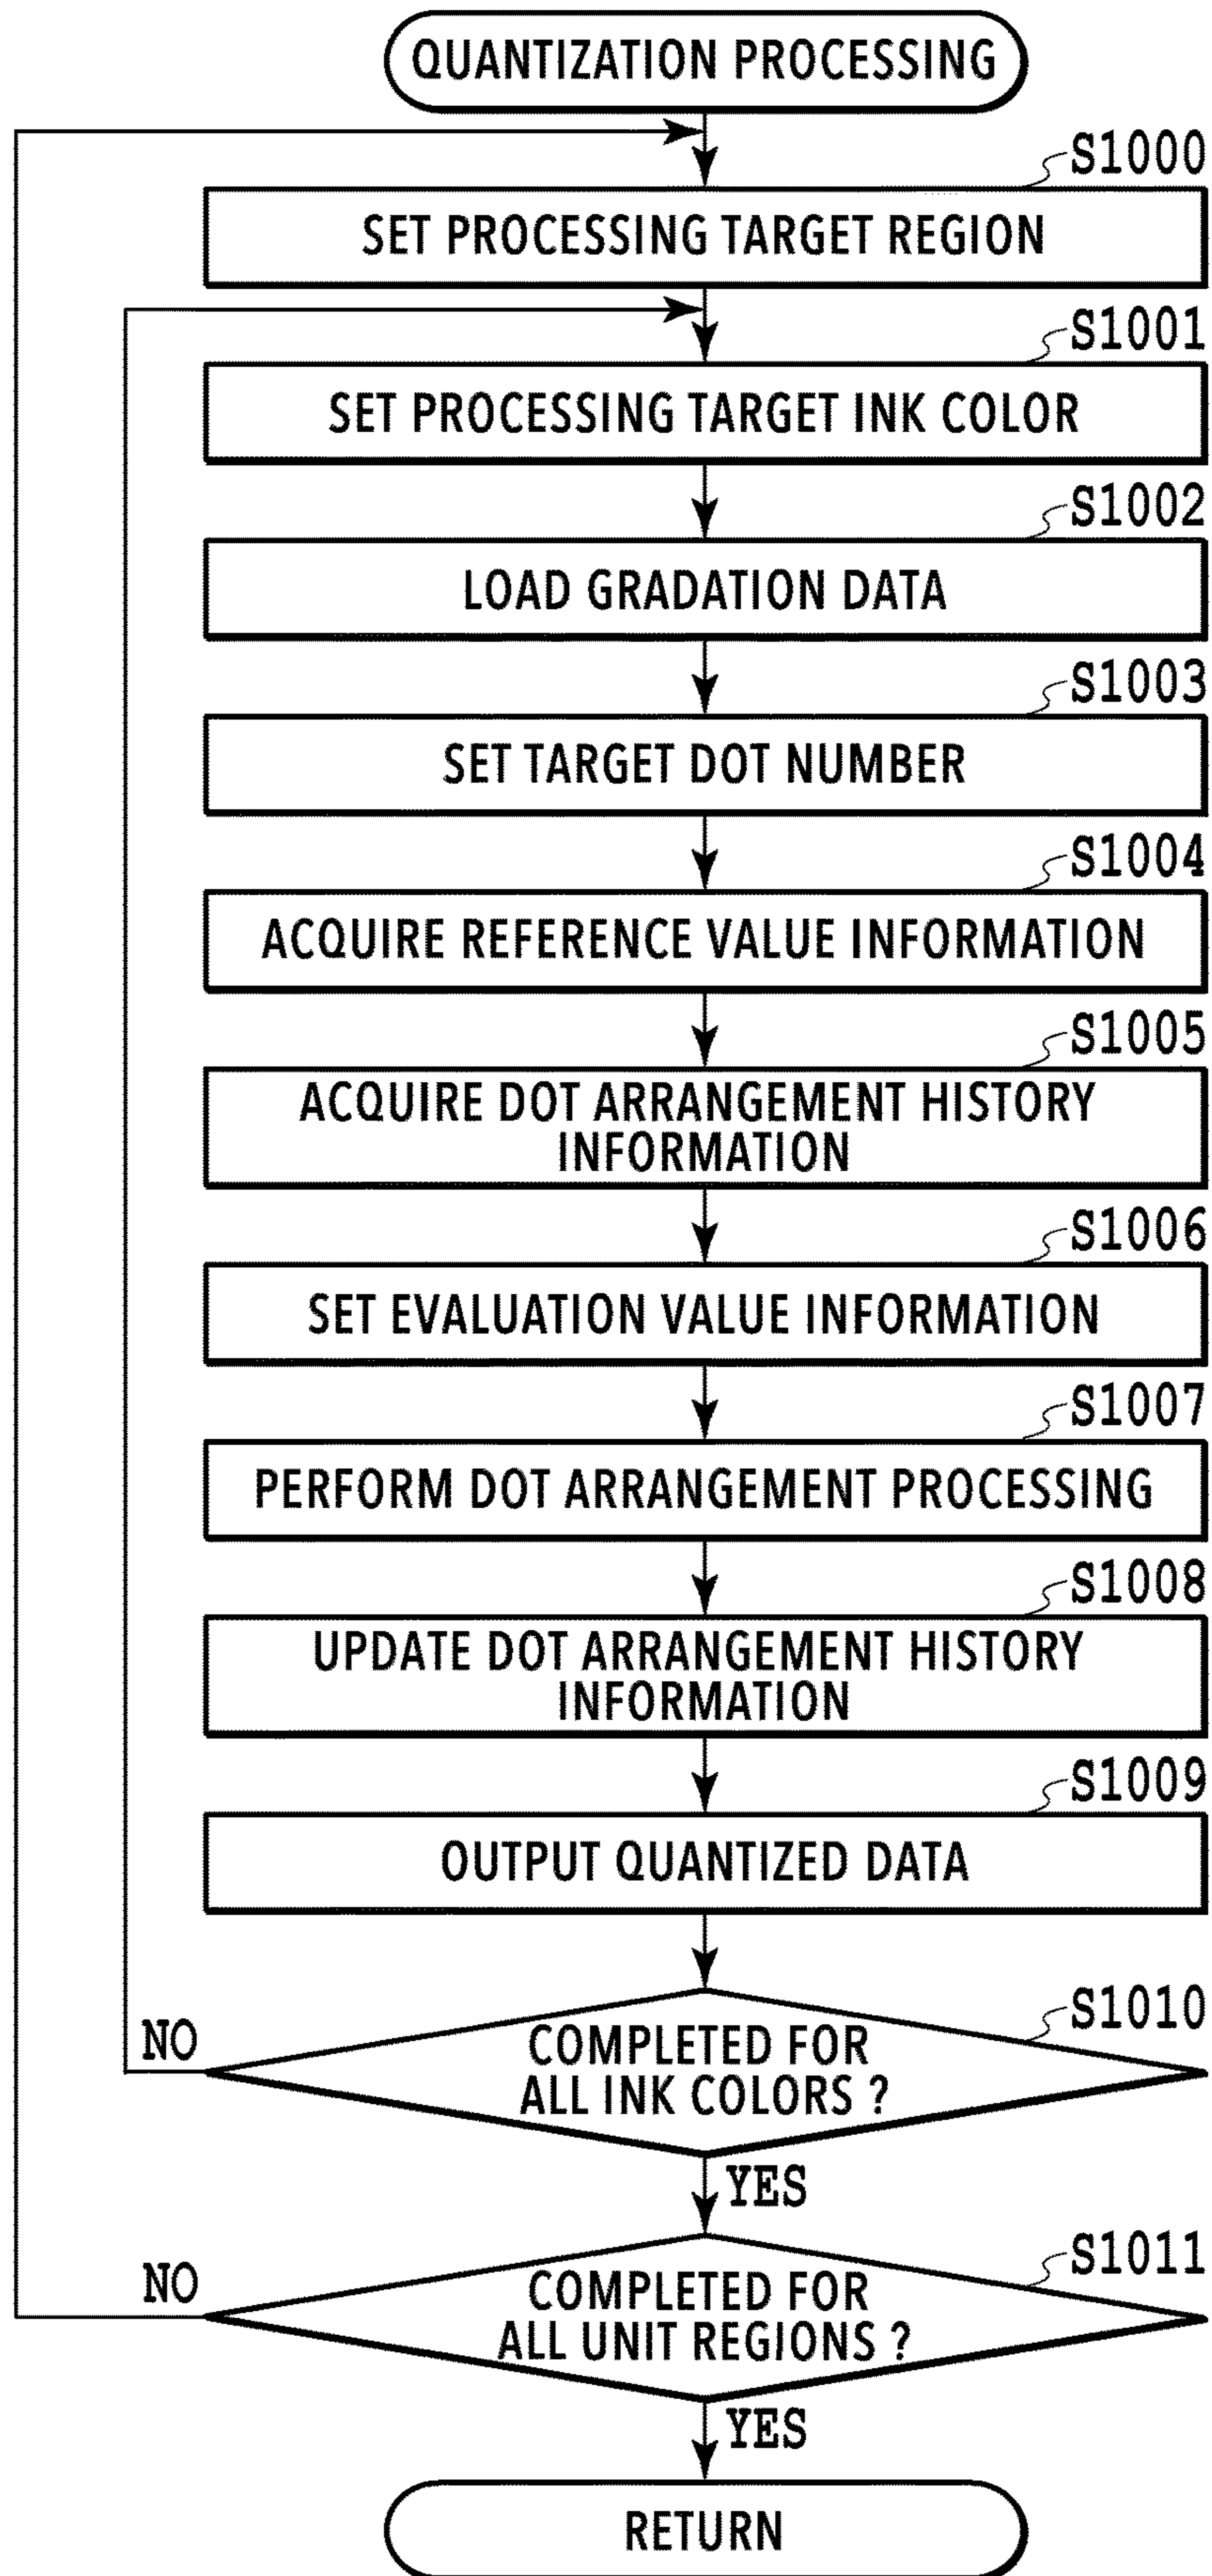 QUANTIZATION PROCESSING
S1000
SET PROCESSING TARGET REGION
S1001
SET PROCESSING TARGET INK COLOR
S1002
LOAD GRADATION DATA
S1003
SET TARGET DOT NUMBER
S1004
ACQUIRE REFERENCE VALUE INFORMATION
S1005
ACQUIRE DOT ARRANGEMENT HISTORY
INFORMATION
S1006
SET EVALUATION VALUE INFORMATION
S1007
PERFORM DOT ARRANGEMENT PROCESSING
S1008
UPDATE DOT ARRANGEMENT HISTORY
INFORMATION
S1009
OUTPUT QUANTIZED DATA
S1010
NO
COMPLETED FOR
ALL INK COLORS ?
YES
S1011
NO
COMPLETED FOR
ALL UNIT REGIONS ?
YES
RETURN